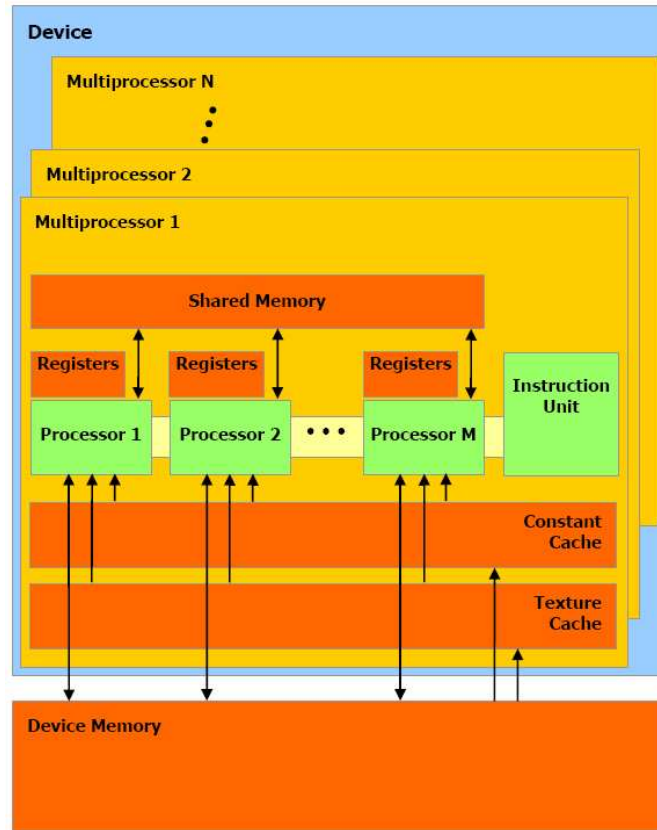 Device
Multiprocessor N
Multiprocessor 2
Multiprocessor 1
Shared Memory
Registers
Registers
Registers
Instruction
Unit
Processor 1
Processor 2
Processor M
Constant
Cache
Texture
Cache
Device Memory